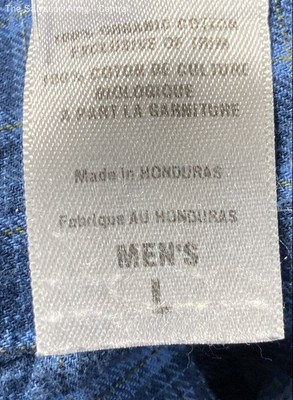 100% ORGANIC COTTON
EXCLUSIVE OF TRIM
100% COTON DE CULTURE
BIOLOGIQUE
A PART LA GARNITURE
Made in HONDURAS
Fabrique AU HONDURAS
MEN'S
L